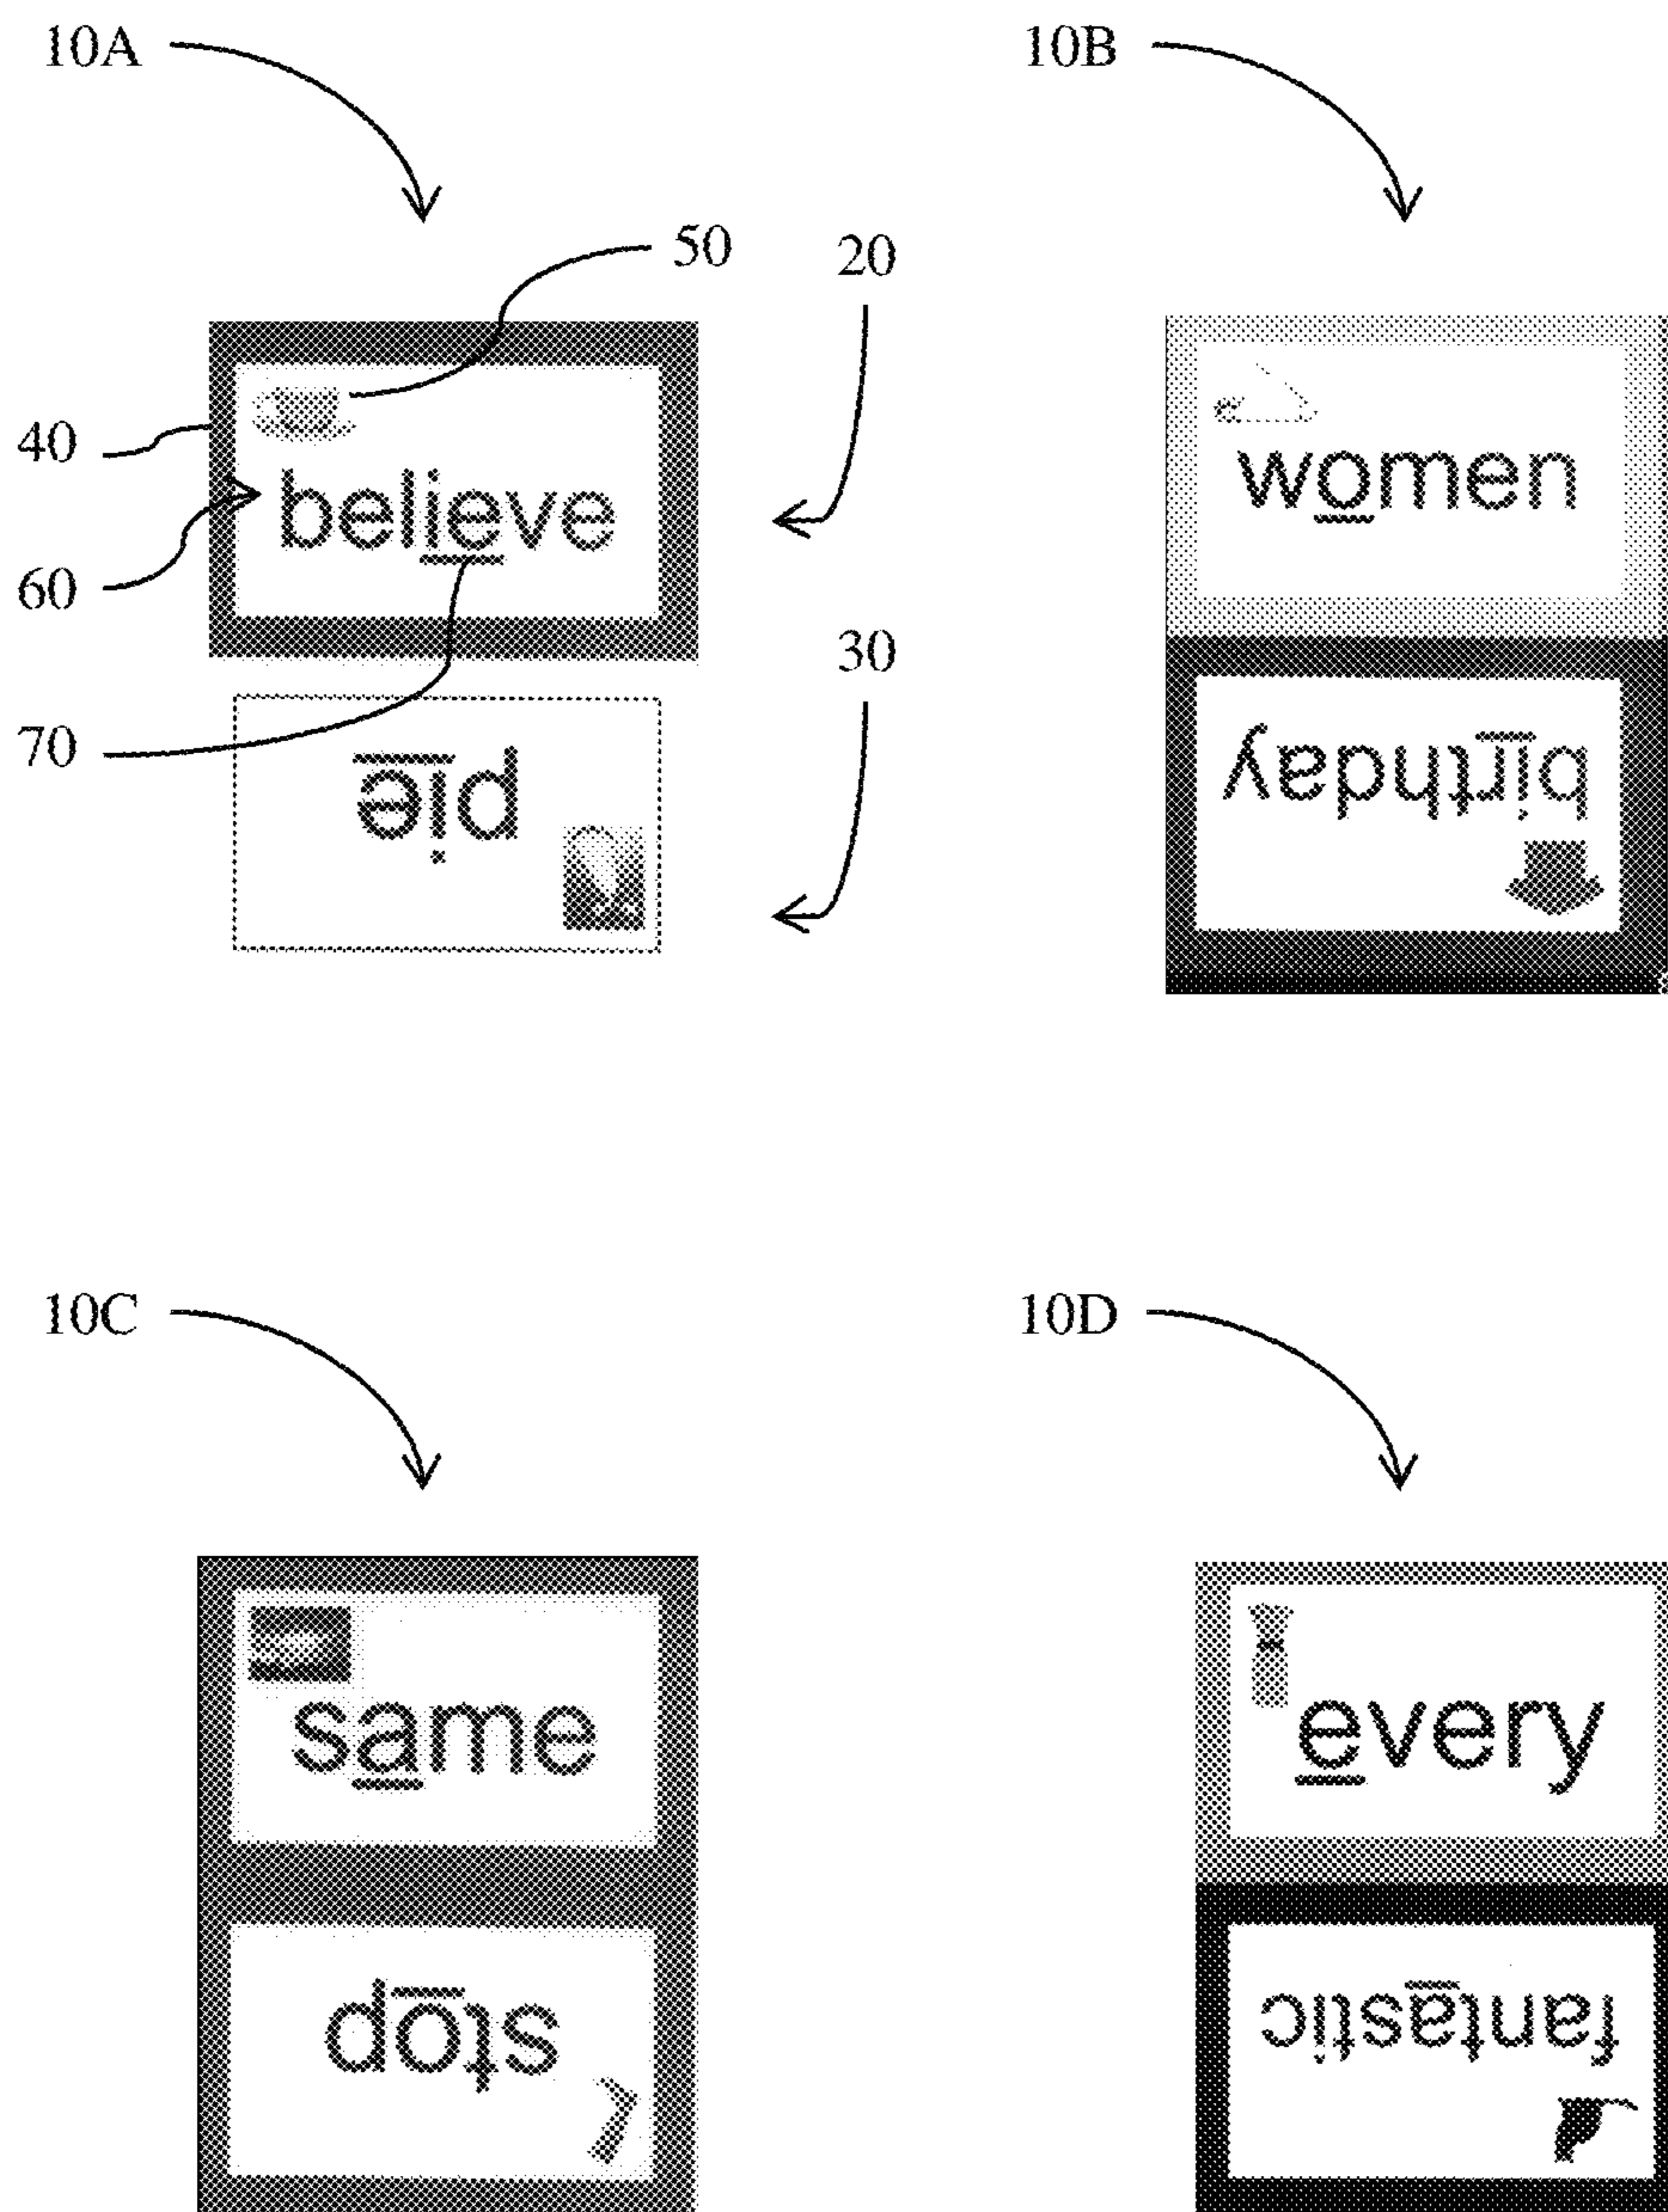 10A
10B
50
20
40
believe
women
60
30
70
pie
birthday
10C
10D
same
every
stop
fantastic